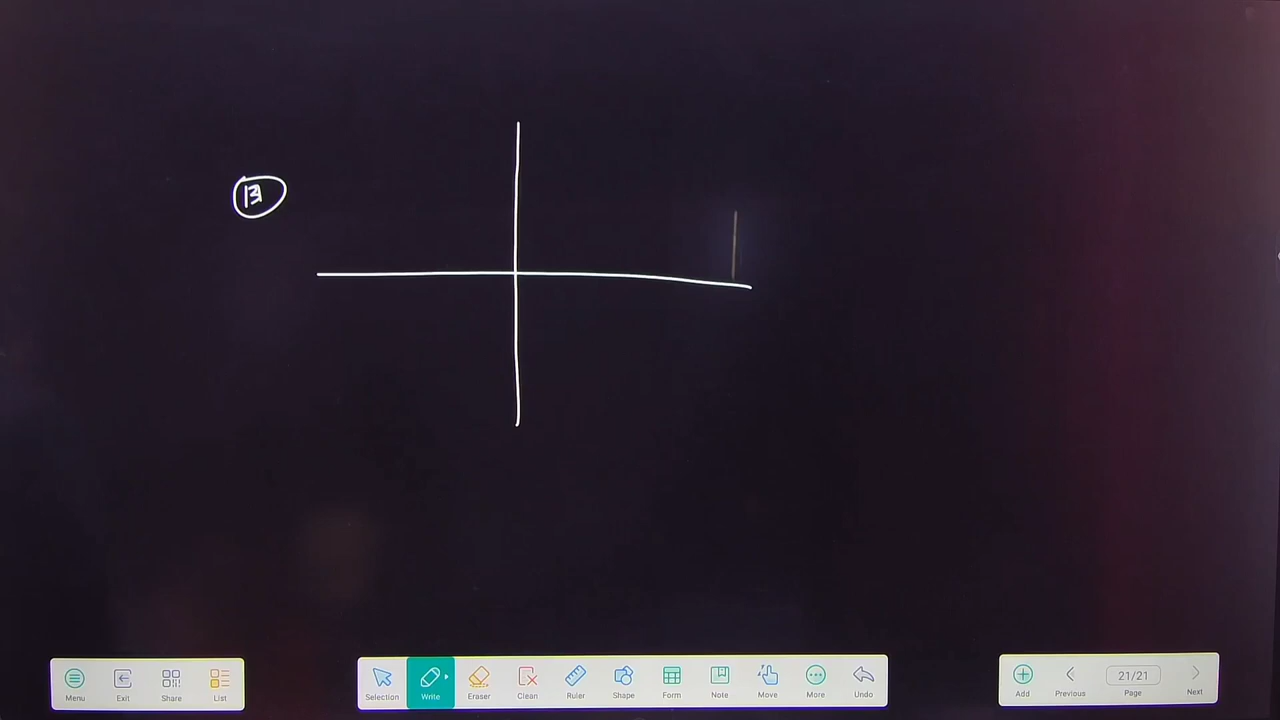 13
Menu
Exit
Share
List
Selection
Write
Eraser
Clean
Ruler
Shape
Form
Note
Move
More
Undo
Add
Previous
21/21
Page
Next